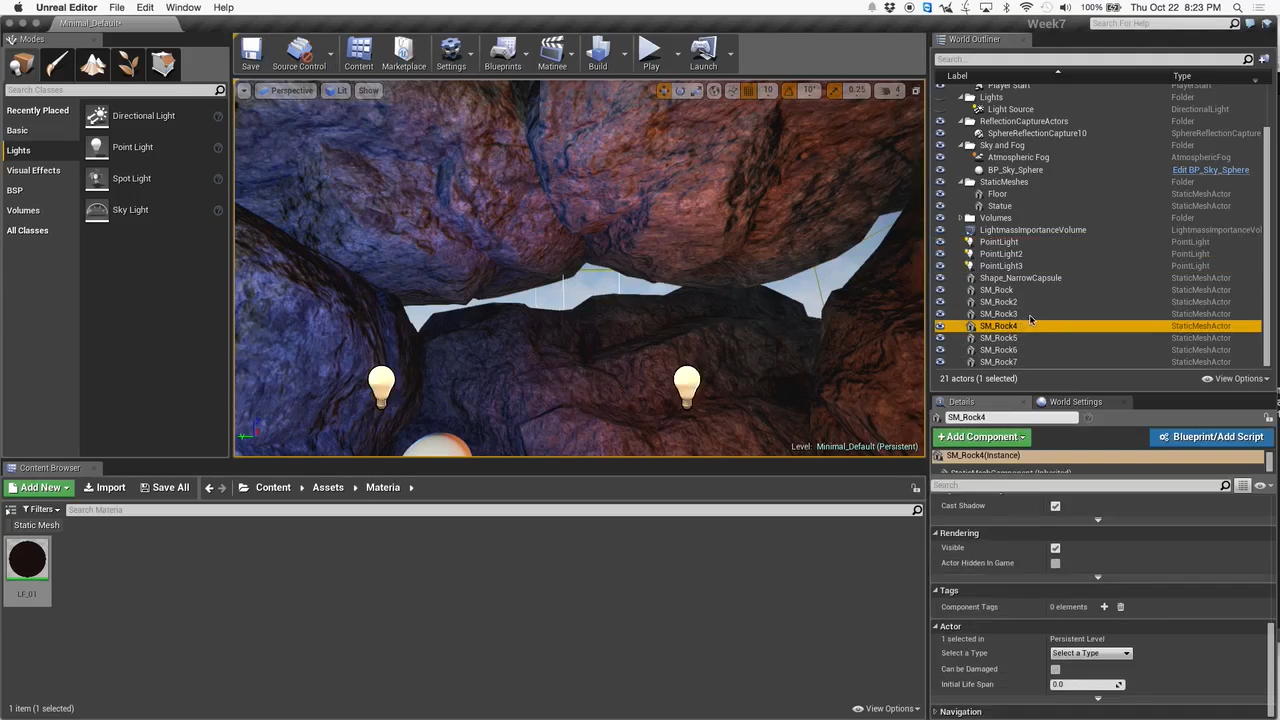 Unreal Editor File Edit Window Help 100% Thu Oct 22 8:23 PM
Minimal_Default* Week7 Search For Help
Modes
Search Classes
Recently Placed
Basic
Lights
Visual Effects
BSP
Volumes
All Classes
Directional Light
Point Light
Spot Light
Sky Light
Save Source Control Content Marketplace Settings Blueprints Matinee Build Play Launch
Perspective Lit Show 10 10° 0.25 4
Level: Minimal_Default (Persistent)
World Outliner
Search...
Label Type
Player Start
Lights Folder
Light Source DirectionalLight
ReflectionCaptureActors Folder
SphereReflectionCapture10 SphereReflectionCapture
Sky and Fog Folder
Atmospheric Fog AtmosphericFog
BP_Sky_Sphere Edit BP_Sky_Sphere
StaticMeshes Folder
Floor StaticMeshActor
Statue StaticMeshActor
Volumes Folder
LightmassImportanceVolume LightmassImportanceVol
PointLight PointLight
PointLight2 PointLight
PointLight3 PointLight
Shape_NarrowCapsule StaticMeshActor
SM_Rock StaticMeshActor
SM_Rock2 StaticMeshActor
SM_Rock3 StaticMeshActor
SM_Rock4 StaticMeshActor
SM_Rock5 StaticMeshActor
SM_Rock6 StaticMeshActor
SM_Rock7 StaticMeshActor
21 actors (1 selected) View Options
Details World Settings
SM_Rock4
+Add Component Blueprint/Add Script
SM_Rock4(Instance)
StaticMeshComponent (Inherited)
Search
Cast Shadow
Rendering
Visible
Actor Hidden In Game
Tags
Component Tags 0 elements
Actor
1 selected in Persistent Level
Select a Type Select a Type
Can be Damaged
Initial Life Span 0.0
Navigation
Content Browser
Add New Import Save All Content Assets Materia
Filters Search Materia
Static Mesh
LF_01
1 item (1 selected) View Options